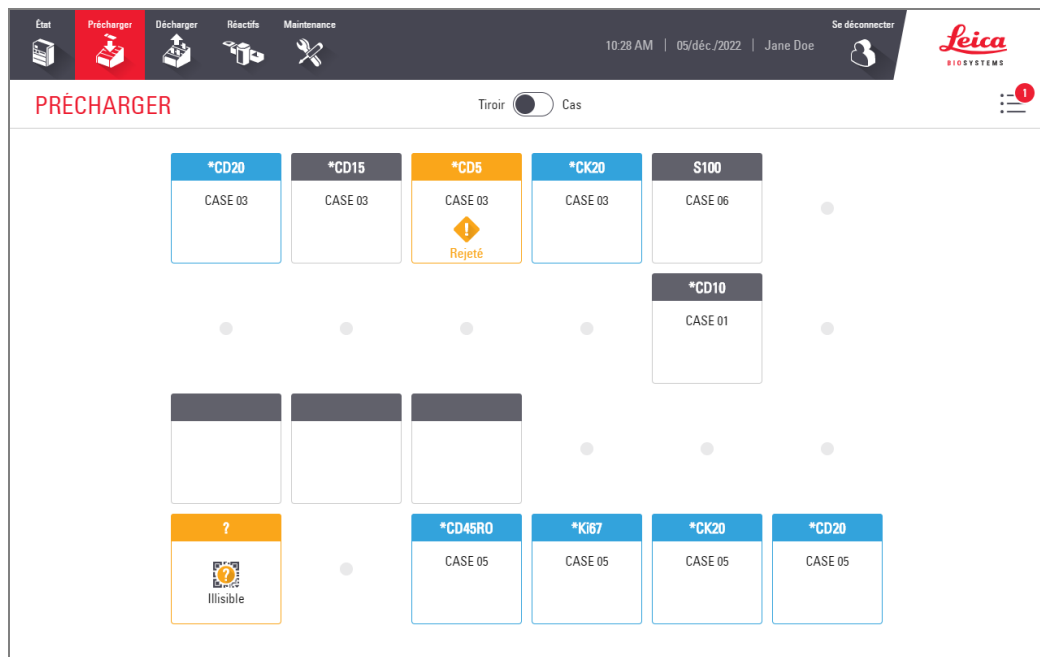 État
Précharger
Décharger
Réactifs
Maintenance
10:28 AM | 05/déc./2022 | Jane Doe
Se déconnecter
Leica
BIOSYSTEMS
PRÉCHARGER
Tiroir
Cas
1
*CD20
*CD15
*CD5
*CK20
S100
CASE 03
CASE 03
CASE 03
CASE 03
CASE 06
!
Rejeté
*CD10
CASE 01
?
*CD45RO
*Ki67
*CK20
*CD20
?
CASE 05
CASE 05
CASE 05
CASE 05
Illisible